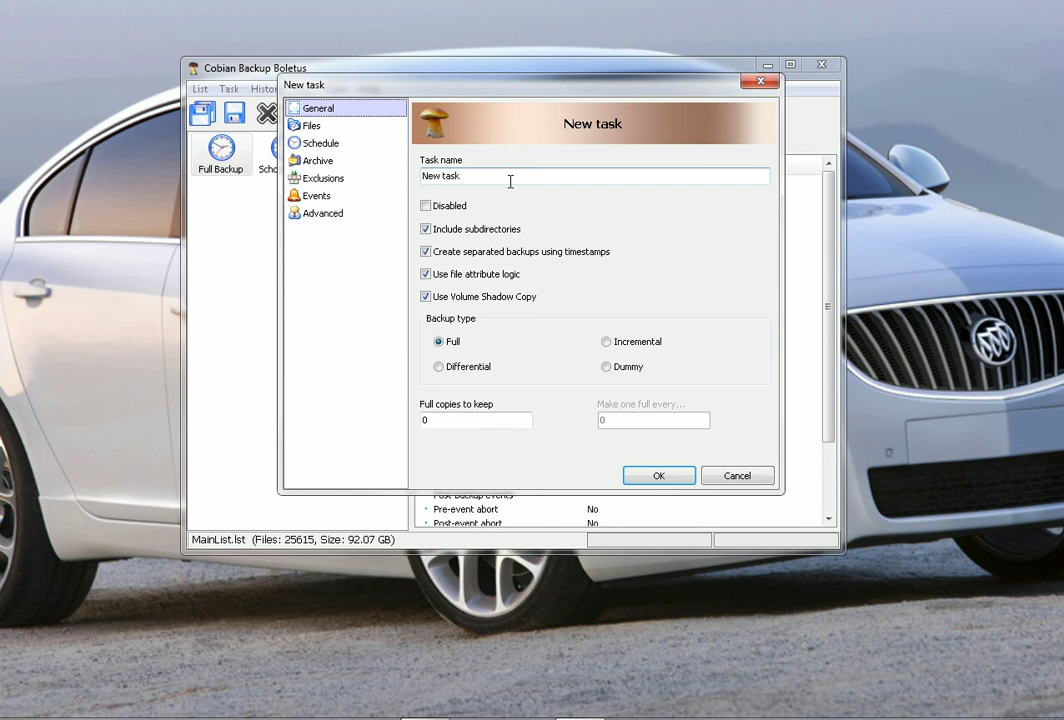 Cobian Backup Boletus
New task
List Task Histor
Full Backup
General
Files
Schedule
Archive
Exclusions
Events
Advanced
New task
Task name
New task
Disabled
Include subdirectories
Create separated backups using timestamps
Use file attribute logic
Use Volume Shadow Copy
Backup type
Full
Incremental
Differential
Dummy
Full copies to keep
Make one full every...
0
0
OK
Cancel
Pre-event abort No
Post-event abort No
MainList.lst (Files: 25615, Size: 92.07 GB)